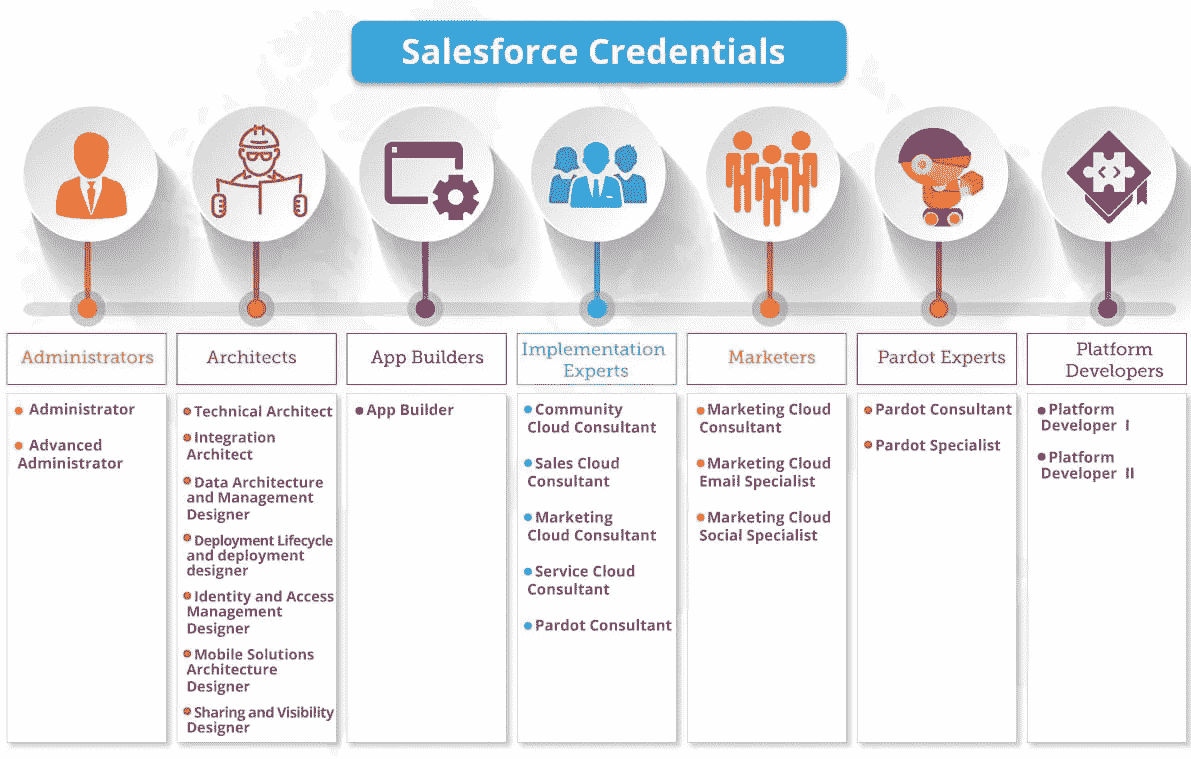 Salesforce Credentials
Administrators
Administrator
Advanced
Administrator
Architects
Technical Architect
Integration
Architect
Data Architecture
and Management
Designer
Deployment Lifecycle
and deployment
designer
Identity and Access
Management
Designer
Mobile Solutions
Architecture
Designer
Sharing and Visibility
Designer
App Builders
App Builder
Implementation
Experts
Community
Cloud Consultant
Sales Cloud
Consultant
Marketing
Cloud Consultant
Service Cloud
Consultant
Pardot Consultant
Marketers
Marketing Cloud
Consultant
Marketing Cloud
Email Specialist
Marketing Cloud
Social Specialist
Pardot Experts
Pardot Consultant
Pardot Specialist
Platform
Developers
Platform
Developer I
Platform
Developer II